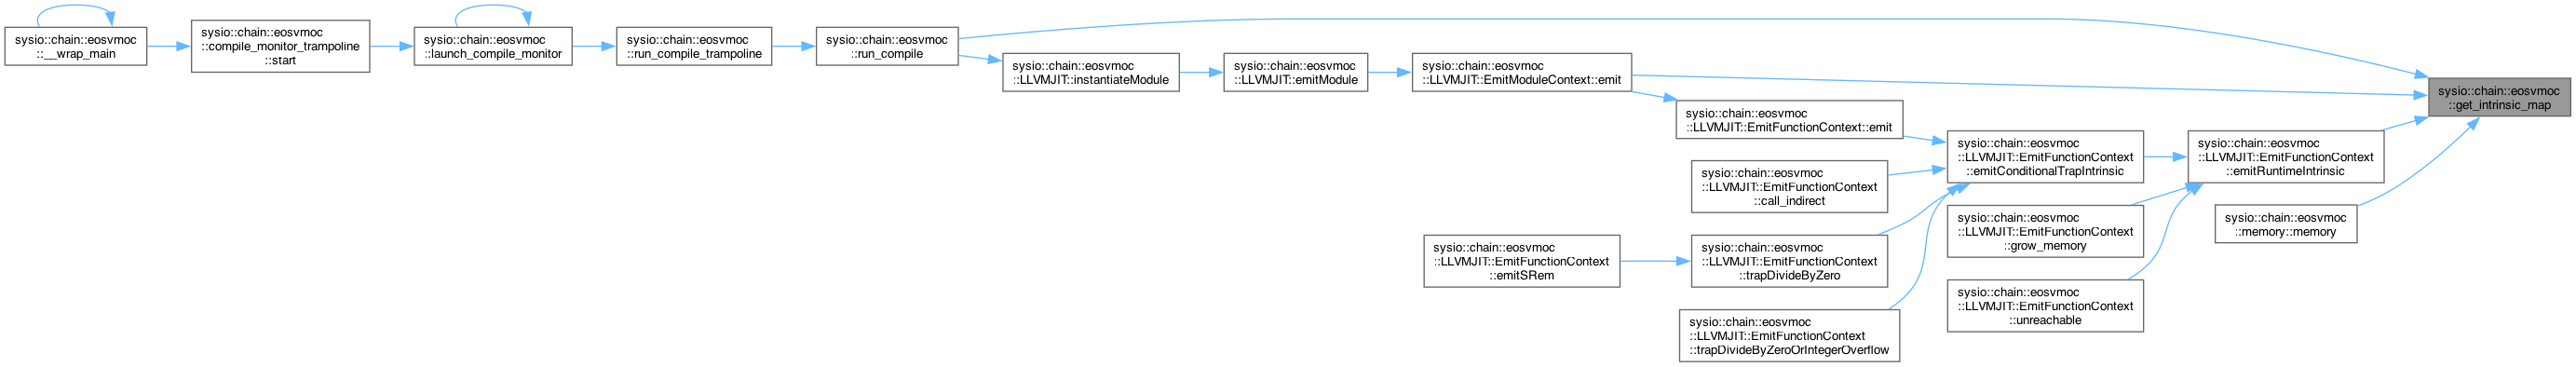 sysio::chain::eosvmoc
::__wrap_main
sysio::chain::eosvmoc
::compile_monitor_trampoline
::start
sysio::chain::eosvmoc
::launch_compile_monitor
sysio::chain::eosvmoc
::run_compile_trampoline
sysio::chain::eosvmoc
::run_compile
sysio::chain::eosvmoc
::LLVMJIT::instantiateModule
sysio::chain::eosvmoc
::LLVMJIT::emitModule
sysio::chain::eosvmoc
::LLVMJIT::EmitModuleContext::emit
sysio::chain::eosvmoc
::LLVMJIT::EmitFunctionContext::emit
sysio::chain::eosvmoc
::LLVMJIT::EmitFunctionContext
::call_indirect
sysio::chain::eosvmoc
::LLVMJIT::EmitFunctionContext
::emitSRem
sysio::chain::eosvmoc
::LLVMJIT::EmitFunctionContext
::trapDivideByZero
sysio::chain::eosvmoc
::LLVMJIT::EmitFunctionContext
::trapDivideByZeroOrIntegerOverflow
sysio::chain::eosvmoc
::LLVMJIT::EmitFunctionContext
::emitConditionalTrapIntrinsic
sysio::chain::eosvmoc
::LLVMJIT::EmitFunctionContext
::grow_memory
sysio::chain::eosvmoc
::LLVMJIT::EmitFunctionContext
::unreachable
sysio::chain::eosvmoc
::LLVMJIT::EmitFunctionContext
::emitRuntimeIntrinsic
sysio::chain::eosvmoc
::memory::memory
sysio::chain::eosvmoc
::get_intrinsic_map